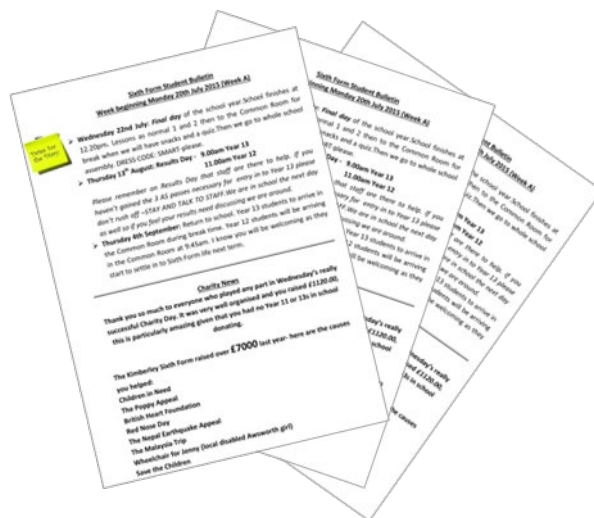 Sixth Form Student Bulletin
Week beginning Monday 20th July 2015 (Week A)
Wednesday 22nd July: Final day of the school year.School finishes at
12.20pm. Lessons as normal 1 and 2 then to the Common Room for
break when we will have snacks and a quiz.Then we go to whole school
assembly. DRESS CODE: SMART please.
Thursday 13th August: Results Day - 9.00am Year 13
11.00am Year 12
Please remember on Results Day that staff are there to help. If you
haven't gained the 3 AS passes necessary for entry in to Year 13 please
don't rush off –STAY AND TALK TO STAFF.We are in school the next day
as well so if you feel your results need discussing we are around.
Thursday 4th September: Return to school. Year 13 students to arrive in
the Common Room during break time. Year 12 students will be arriving
in the Common Room at 9.45am. I know you will be welcoming as they
start to settle in to Sixth Form life next term.
Charity News
Thank you so much to everyone who played any part in Wednesday's really
successful Charity Day. It was very well organised and you raised £1120.00,
this is particularly amazing given that you had no Year 11 or 13s in school
donating.
The Kimberley Sixth Form raised over £7000 last year- here are the causes
you helped:
Children in Need
The Poppy Appeal
British Heart Foundation
Red Nose Day
The Nepal Earthquake Appeal
The Malaysia Trip
Wheelchair for Jenny (local disabled Awsworth girl)
Save the Children